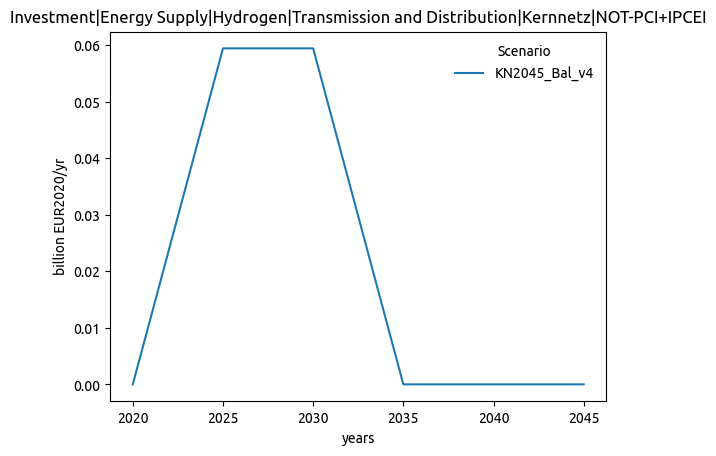 Investment|Energy Supply|Hydrogen|Transmission and Distribution|Kernnetz|NOT-PCI+IPCEI
Scenario
KN2045_Bal_v4
billion EUR2020/yr
0.06
0.05
0.04
0.03
0.02
0.01
0.00
2020 2025 2030 2035 2040 2045
years